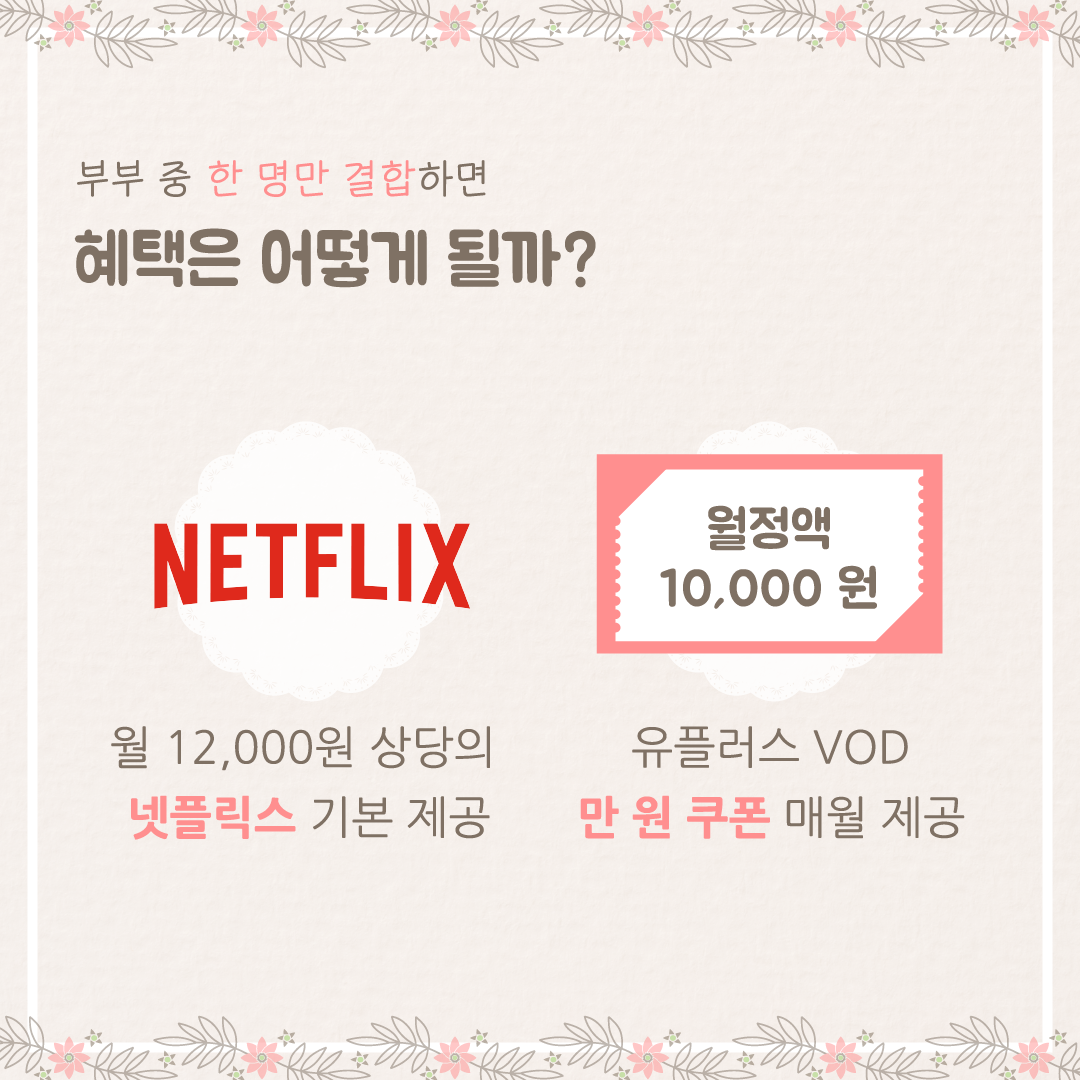 부부 중 한 명만 결합하면
혜택은 어떻게 될까?
NETFLIX
월 12,000원 상당의
넷플릭스 기본 제공
월정액
10,000 원
유플러스 VOD
만 원 쿠폰 매월 제공